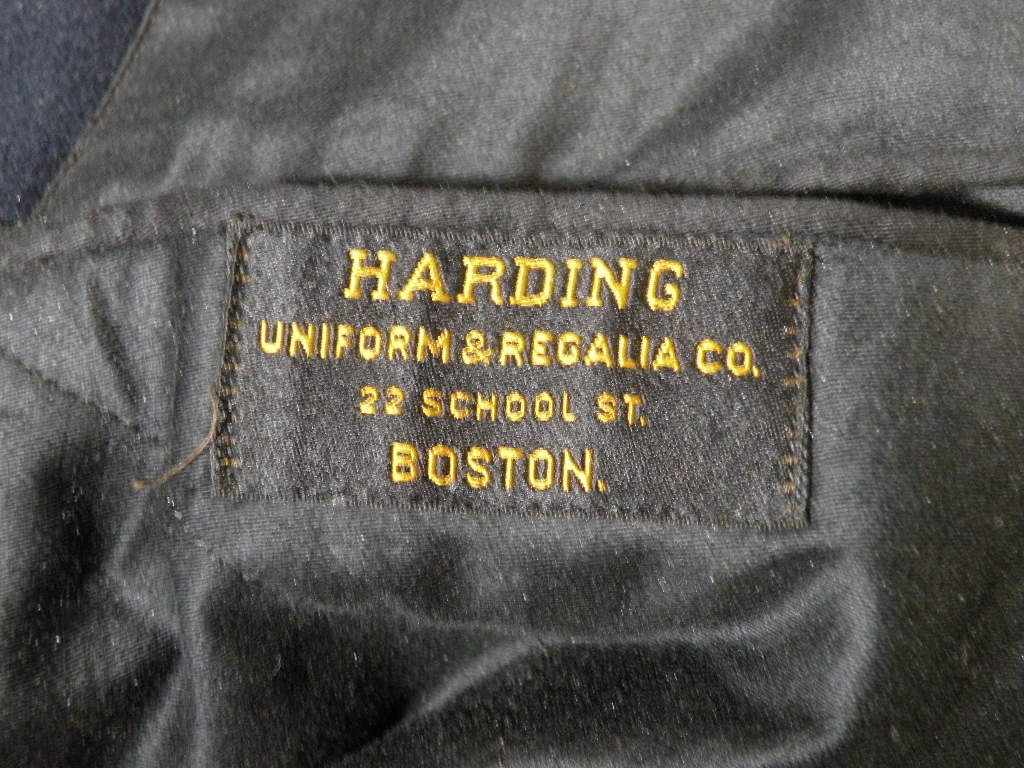 HARDING
UNIFORM & REGALIA CO.
22 SCHOOL ST.
BOSTON.